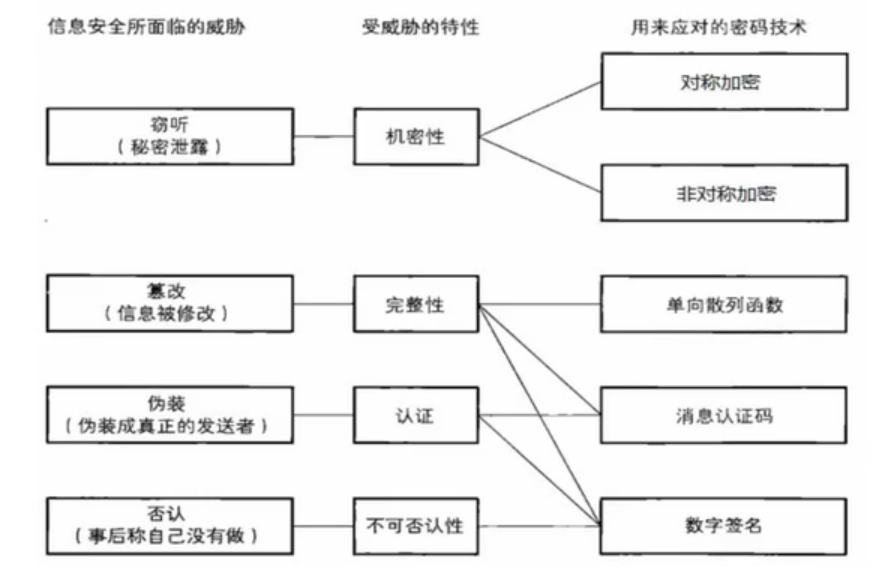 信息安全所面临的威胁
受威胁的特性
用来应对的密码技术
对称加密
窃听
（秘密泄露）
机密性
非对称加密
篡改
（信息被修改）
完整性
单向散列函数
伪装
（伪装成真正的发送者）
认证
消息认证码
否认
（事后称自己没有做）
不可否认性
数字签名